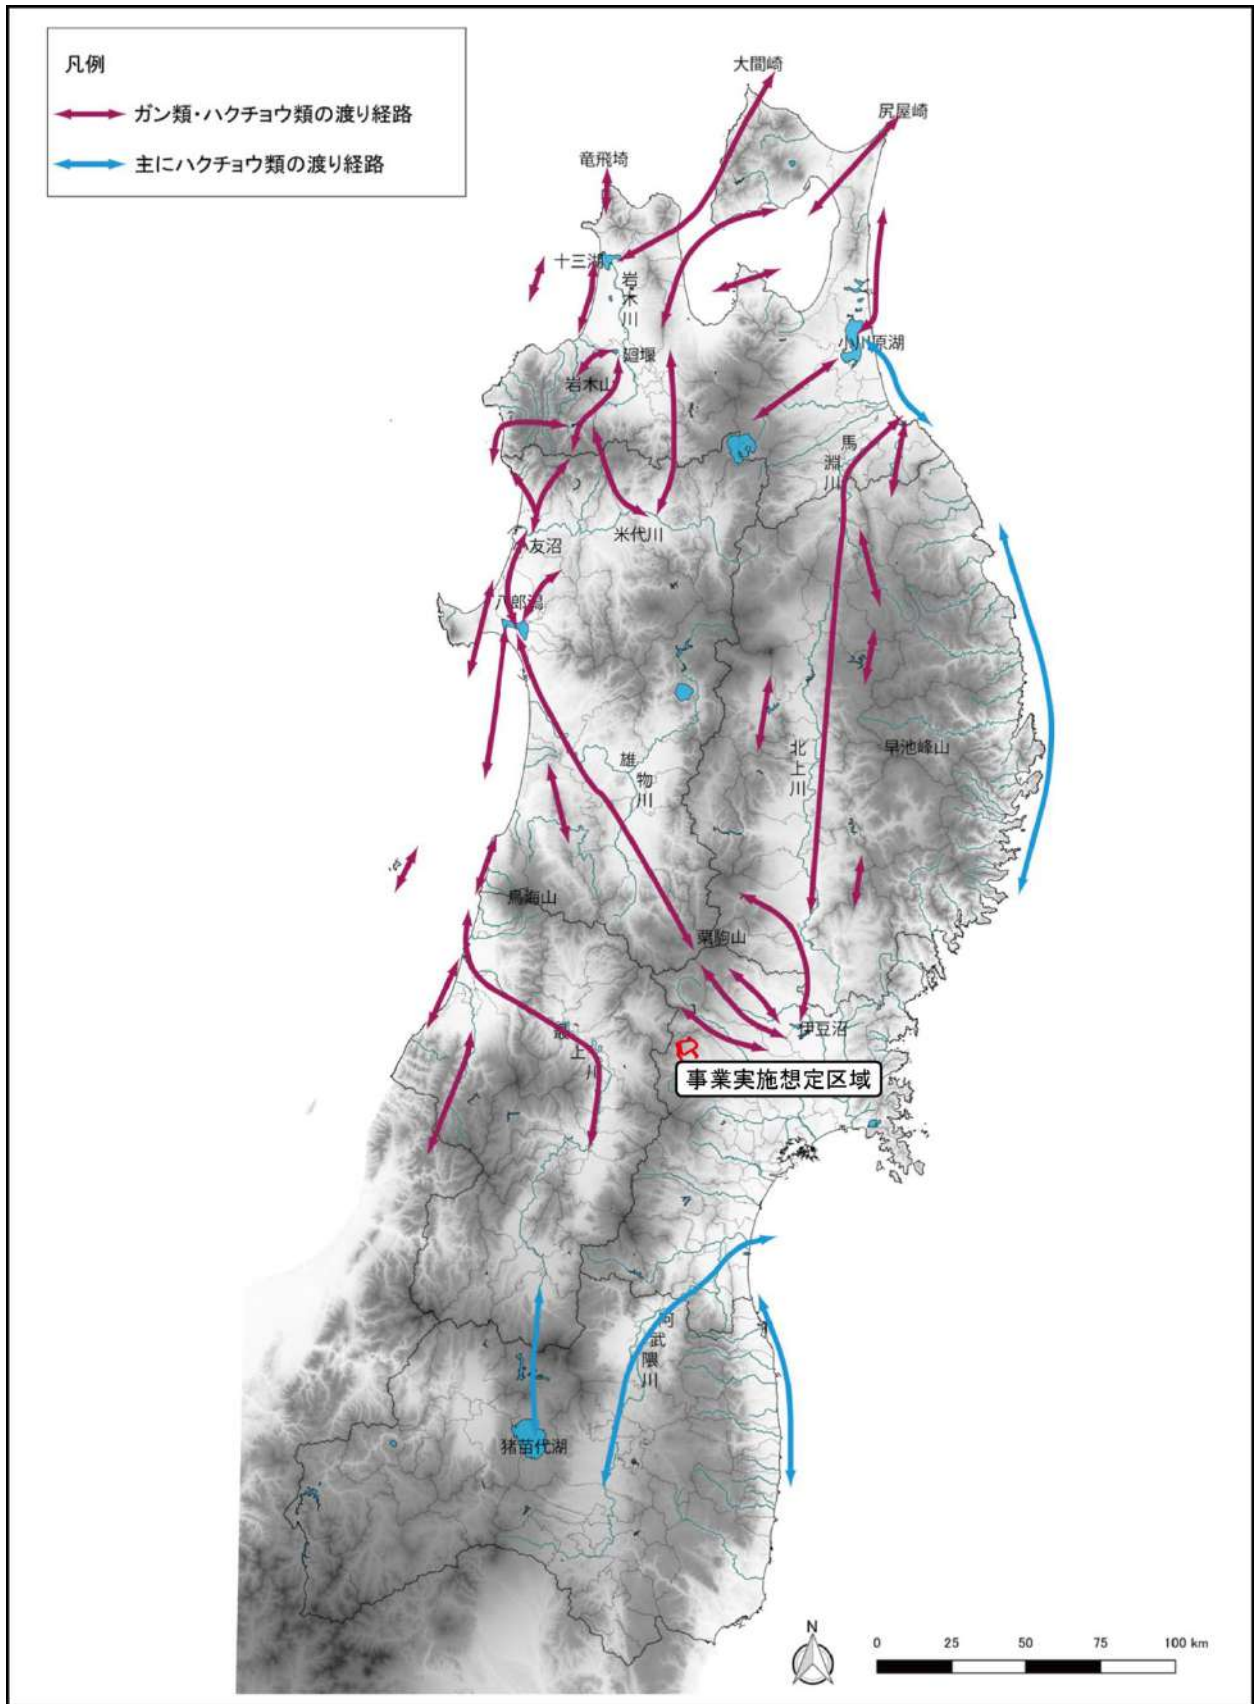 凡例
ガン類・ハクチョウ類の渡り経路
主にハクチョウ類の渡り経路
大間崎
尻屋崎
竜飛埼
十三湖
岩木川
小川原湖
廻堰
岩木山
馬淵川
米代川
小友沼
八郎潟
雄物川
北上川
早池峰山
鳥海山
栗駒山
伊豆沼
最上川
事業実施想定区域
阿武隈川
猪苗代湖
N
0 25 50 75 100 km